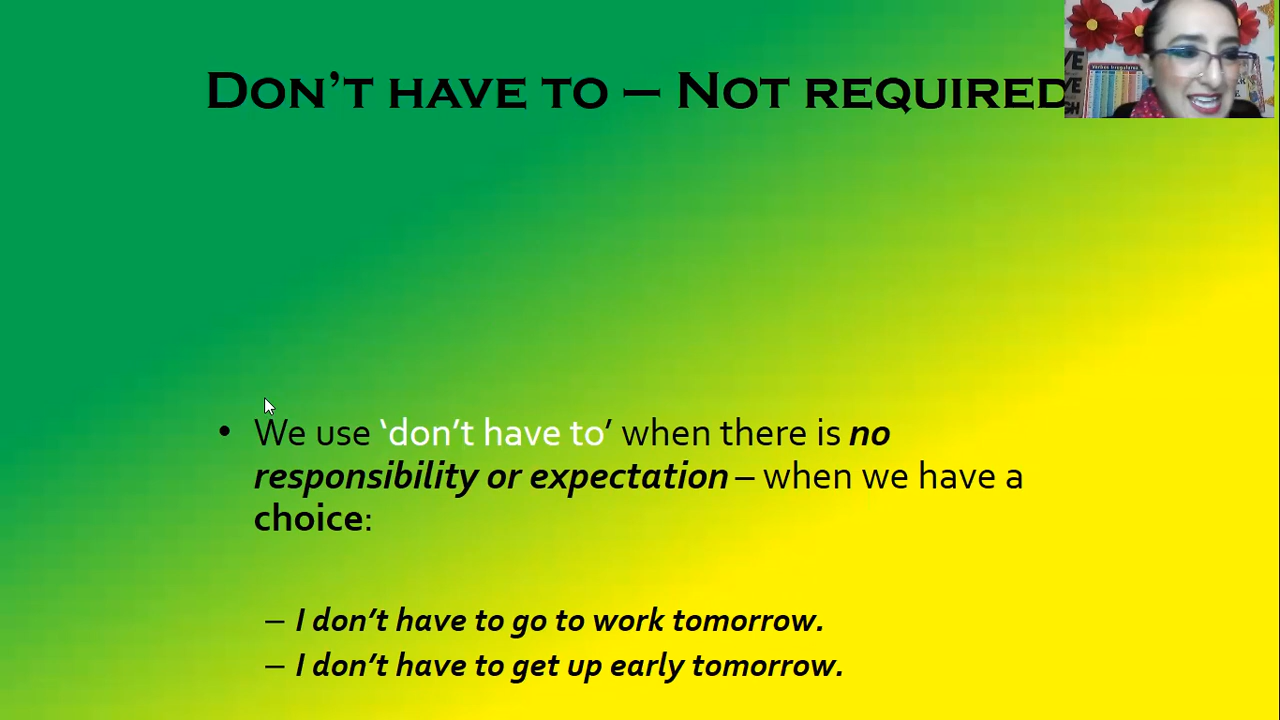 DON'T HAVE TO – NOT REQUIRED
• We use ‘don’t have to’ when there is no
responsibility or expectation – when we have a
choice:
– I don’t have to go to work tomorrow.
– I don’t have to get up early tomorrow.